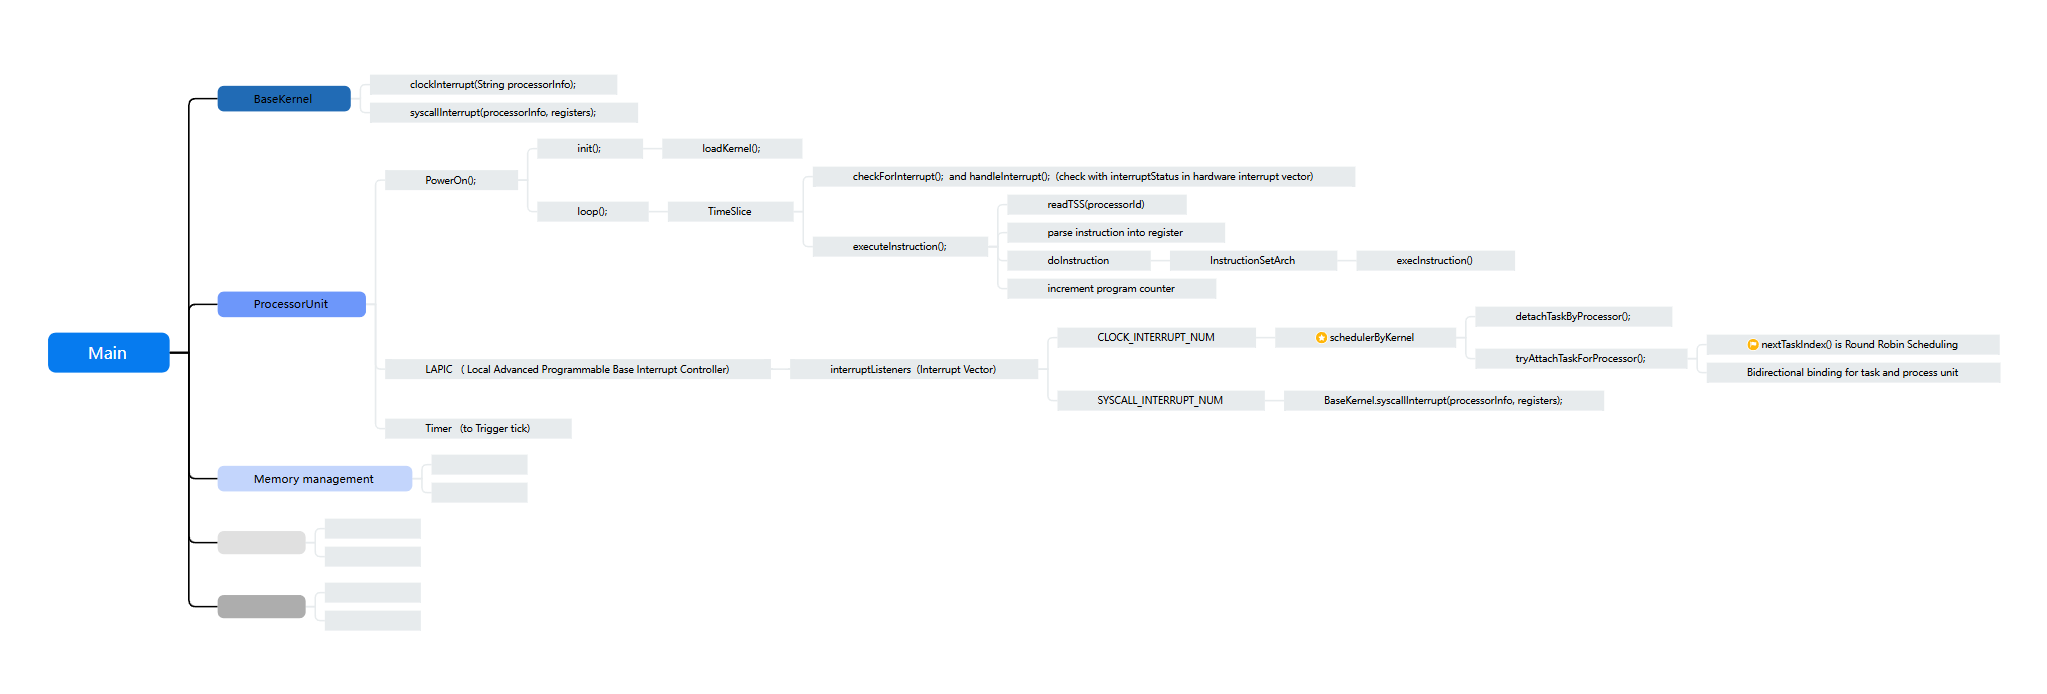 Main
BaseKernel
clockInterrupt(String processorInfo);
syscallInterrupt(processorInfo, registers);
ProcessorUnit
PowerOn();
init();
loadKernel();
loop();
TimeSlice
checkForInterrupt();  and handleInterrupt();  (check with interruptStatus in hardware interrupt vector)
executeInstruction();
readTSS(processorId)
parse instruction into register
doInstruction
InstructionSetArch
execInstruction()
increment program counter
LAPIC  ( Local Advanced Programmable Base Interrupt Controller)
interruptListeners  (Interrupt Vector)
CLOCK_INTERRUPT_NUM
schedulerByKernel
detachTaskByProcessor();
tryAttachTaskForProcessor();
nextTaskIndex() is Round Robin Scheduling
Bidirectional binding for task and process unit
SYSCALL_INTERRUPT_NUM
BaseKernel.syscallInterrupt(processorInfo, registers);
Timer  (to Trigger tick)
Memory management